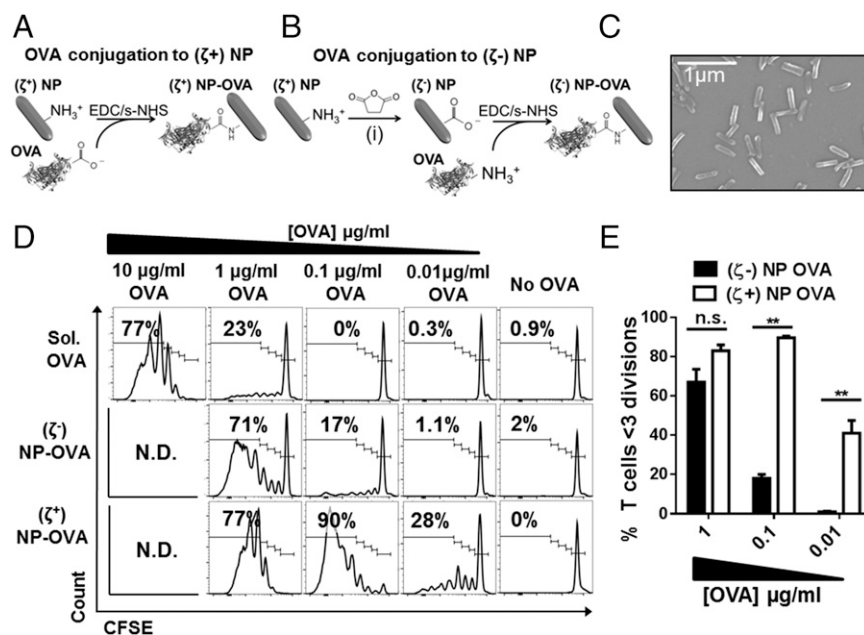 A
OVA conjugation to (ζ+) NP
(ζ⁺) NP
NH₃⁺
EDC/s-NHS
(ζ⁺) NP-OVA
OVA
O
O⁻
O
N
H
B
OVA conjugation to (ζ-) NP
(ζ⁺) NP
NH₃⁺
O
O
O
(i)
(ζ⁻) NP
O
O⁻
EDC/s-NHS
OVA
NH₃⁺
(ζ⁻) NP-OVA
O
N
H
C
1μm
D
[OVA] μg/ml
10 μg/ml OVA
1 μg/ml OVA
0.1 μg/ml OVA
0.01μg/ml OVA
No OVA
Sol. OVA
77%
23%
0%
0.3%
0.9%
(ζ⁻) NP-OVA
N.D.
71%
17%
1.1%
2%
(ζ⁺) NP-OVA
N.D.
77%
90%
28%
0%
Count
CFSE
E
(ζ-) NP OVA
(ζ+) NP OVA
n.s.
**
**
100
80
60
40
20
0
% T cells <3 divisions
1
0.1
0.01
[OVA] μg/ml